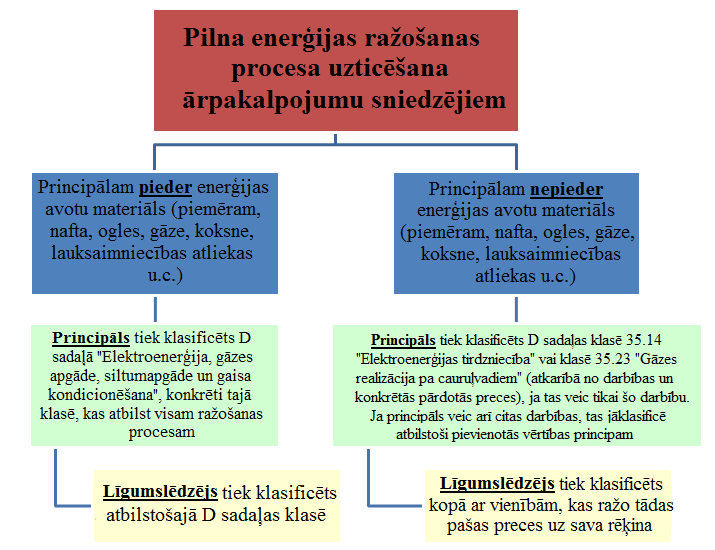 Pilna enerģijas ražošanas
procesa uzticēšana
ārpakalpojumu sniedzējiem
Principālam pieder enerģijas
avotu materiāls (piemēram,
nafta, ogles, gāze, koksne,
lauksaimniecības atliekas
u.c.)
Principālam nepieder
enerģijas avotu materiāls
(piemēram, nafta, ogles, gāze,
koksne, lauksaimniecības
atliekas u.c.)
Principāls tiek klasificēts D
sadaļā "Elektroenerģija, gāzes
apgāde, siltumapgāde un gaisa
kondicionēšana", konkrēti tajā
klasē, kas atbilst visam ražošanas
procesam
Principāls tiek klasificēts D sadaļas klasē 35.14
"Elektroenerģijas tirdzniecība" vai klasē 35.23 "Gāzes
realizācija pa cauruļvadiem" (atkarībā no darbības un
konkrētās pārdotās preces), ja tas veic tikai šo darbību.
Ja principāls veic arī citas darbības, tas jāklasificē
atbilstoši pievienotās vērtības principam
Līgumslēdzējs tiek klasificēts
atbilstošajā D sadaļas klasē
Līgumslēdzējs tiek klasificēts
kopā ar vienībām, kas ražo tādas
pašas preces uz sava rēķina